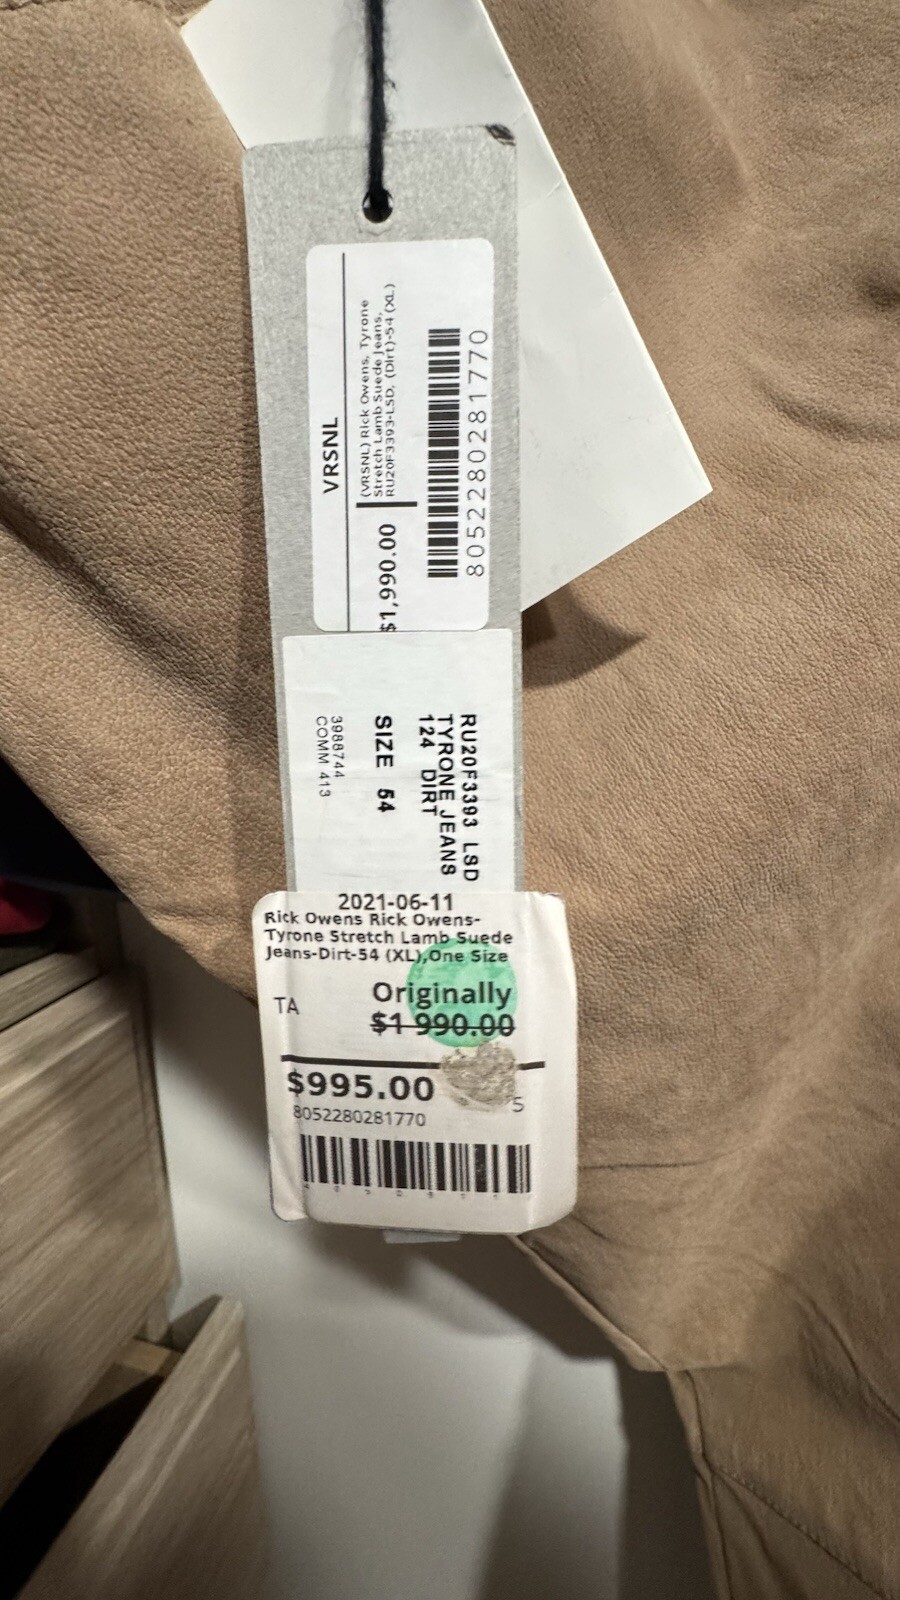 VRSNL
(VRSNL) Rick Owens, Tyrone
Stretch Lamb Suede Jeans,
RU20F3393-LSD, (Dirt)-54 (XL)
$1,990.00
8052280281770
RU20F3393 LSD
TYRONE JEANS
124 DIRT
SIZE 54
3988744
COMM 413
2021-06-11
Rick Owens Rick Owens-
Tyrone Stretch Lamb Suede
Jeans-Dirt-54 (XL),One Size
TA
Originally
$1 990.00
$995.00
5
8052280281770